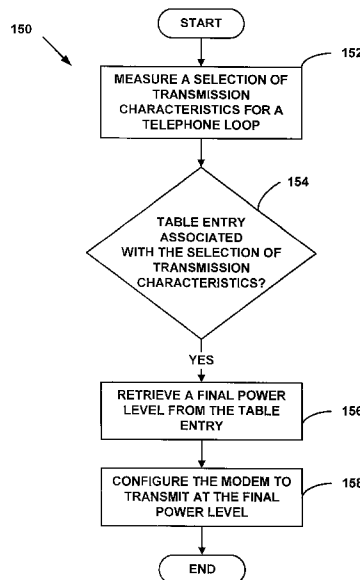 START
150
152
MEASURE A SELECTION OF
TRANSMISSION
CHARACTERISTICS FOR A
TELEPHONE LOOP
154
TABLE ENTRY
ASSOCIATED
WITH THE SELECTION OF
TRANSMISSION
CHARACTERISTICS?
YES
RETRIEVE A FINAL POWER
LEVEL FROM THE TABLE
ENTRY
156
CONFIGURE THE MODEM TO
TRANSMIT AT THE FINAL
POWER LEVEL
158
END